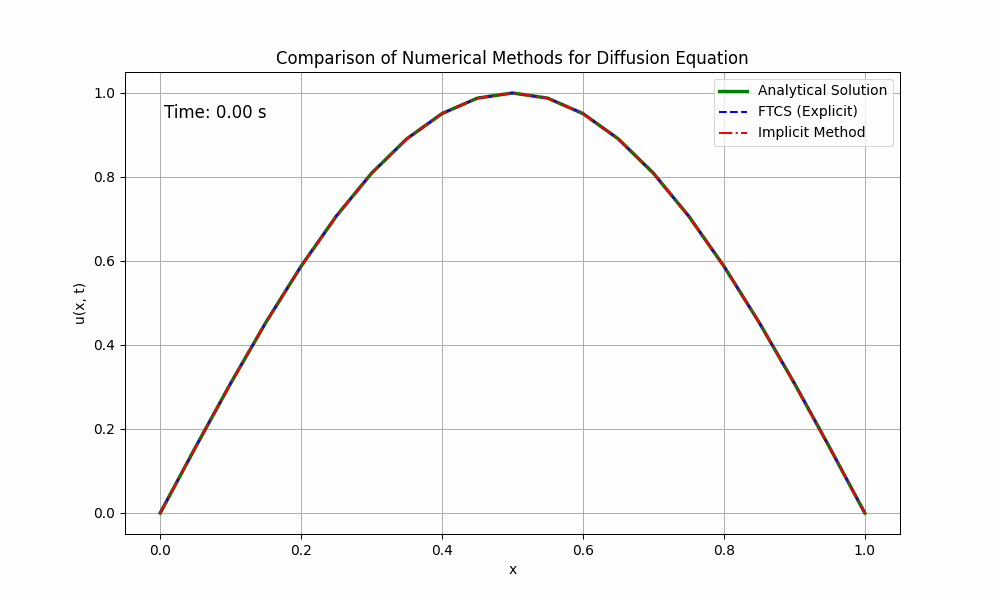 Comparison of Numerical Methods for Diffusion Equation
Time: 0.00 s
Analytical Solution
FTCS (Explicit)
Implicit Method
u(x, t)
1.0
0.8
0.6
0.4
0.2
0.0
0.0 0.2 0.4 0.6 0.8 1.0
x